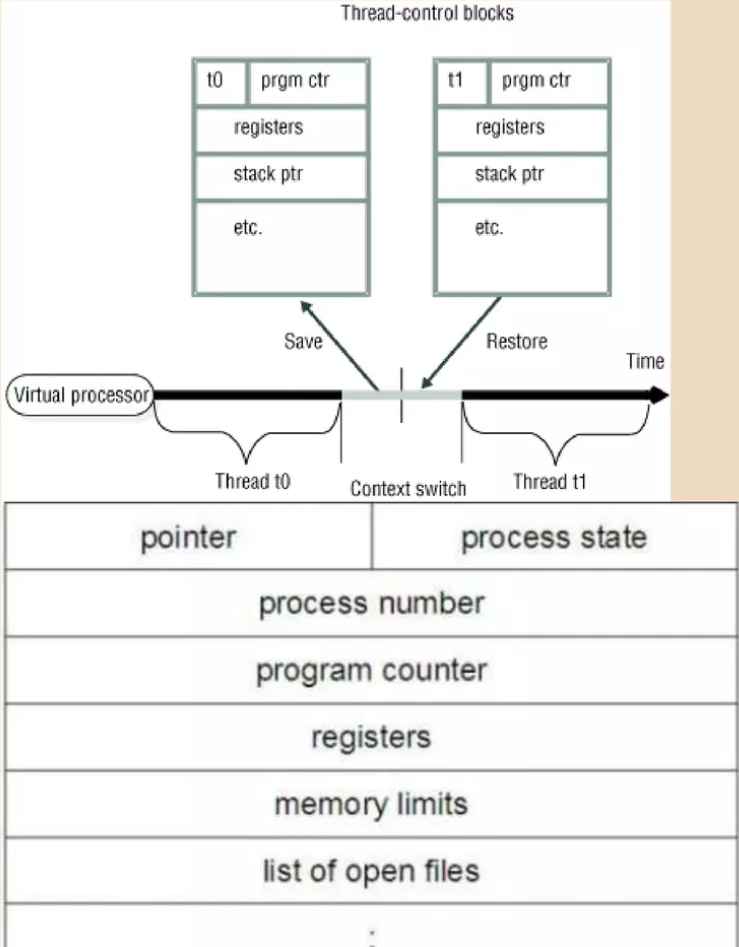 Thread-control blocks
t0 prgm ctr
t1 prgm ctr
registers
registers
stack ptr
stack ptr
etc.
etc.
Save
Restore
Time
Virtual processor
Thread t0
Context switch
Thread t1
pointer
process state
process number
program counter
registers
memory limits
list of open files